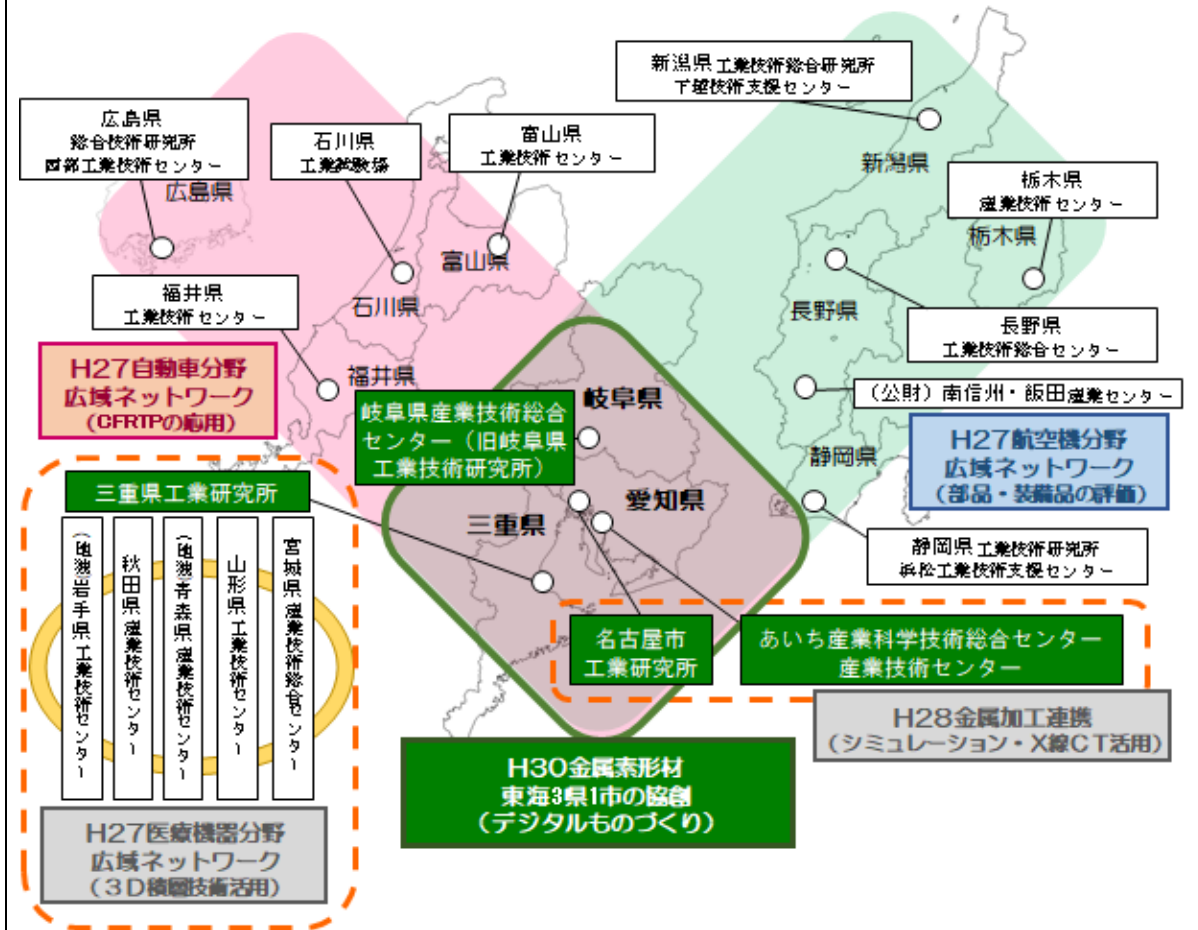 新潟県 工業技術総合研究所
下越技術支援センター
広島県
総合技術研究所
西部工業技術センター
石川県
工業試験場
富山県
工業技術センター
新潟県
栃木県
産業技術センター
広島県
栃木県
富山県
福井県
工業技術センター
石川県
長野県
長野県
工業技術総合センター
H27自動車分野
広域ネットワーク
(CFRTPの応用)
福井県
岐阜県
(公財)南信州・飯田産業センター
岐阜県産業技術総合
センター(旧岐阜県
工業技術研究所)
H27航空機分野
広域ネットワーク
(部品・装備品の評価)
静岡県
三重県工業研究所
愛知県
三重県
静岡県 工業技術研究所
浜松工業技術支援センター
(地独)岩手県工業技術センター
秋田県産業技術センター
(地独)青森県産業技術センター
山形県工業技術センター
宮城県産業技術総合センター
名古屋市
工業研究所
あいち産業科学技術総合センター
産業技術センター
H28金属加工連携
(シミュレーション・X線CT活用)
H30金属素形材
東海3県1市の協創
(デジタルものづくり)
H27医療機器分野
広域ネットワーク
(3D積層技術活用)